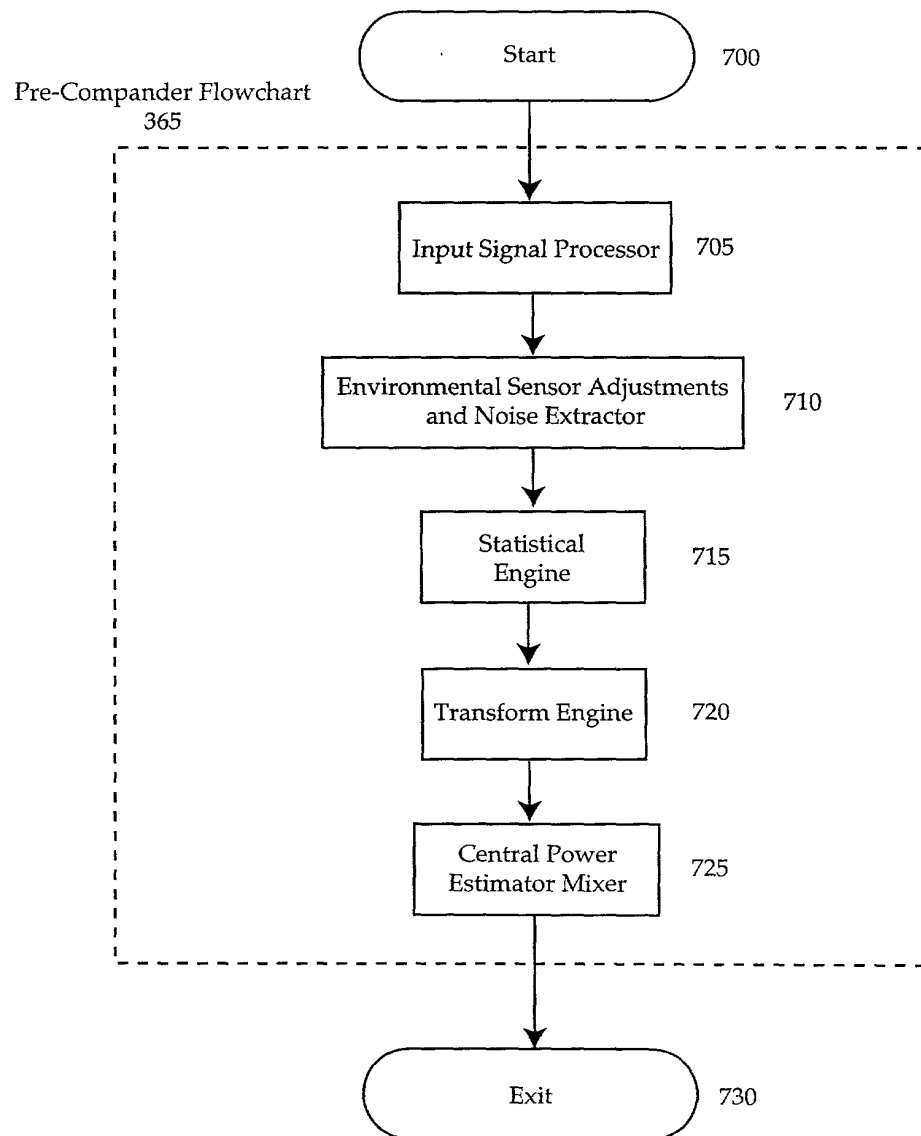 Start
700
Pre-Compander Flowchart
365
Input Signal Processor
705
Environmental Sensor Adjustments
and Noise Extractor
710
Statistical
Engine
715
Transform Engine
720
Central Power
Estimator Mixer
725
Exit
730